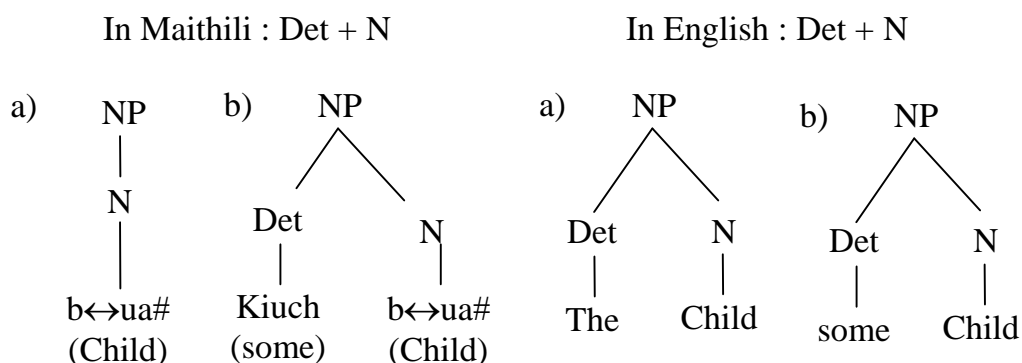 In Maithili : Det + N
In English : Det + N
a)
NP
N
b↔ua#
(Child)
b)
NP
Det
N
Kiuch
(some)
b↔ua#
(Child)
a)
NP
Det
N
The
Child
b)
NP
Det
N
some
Child